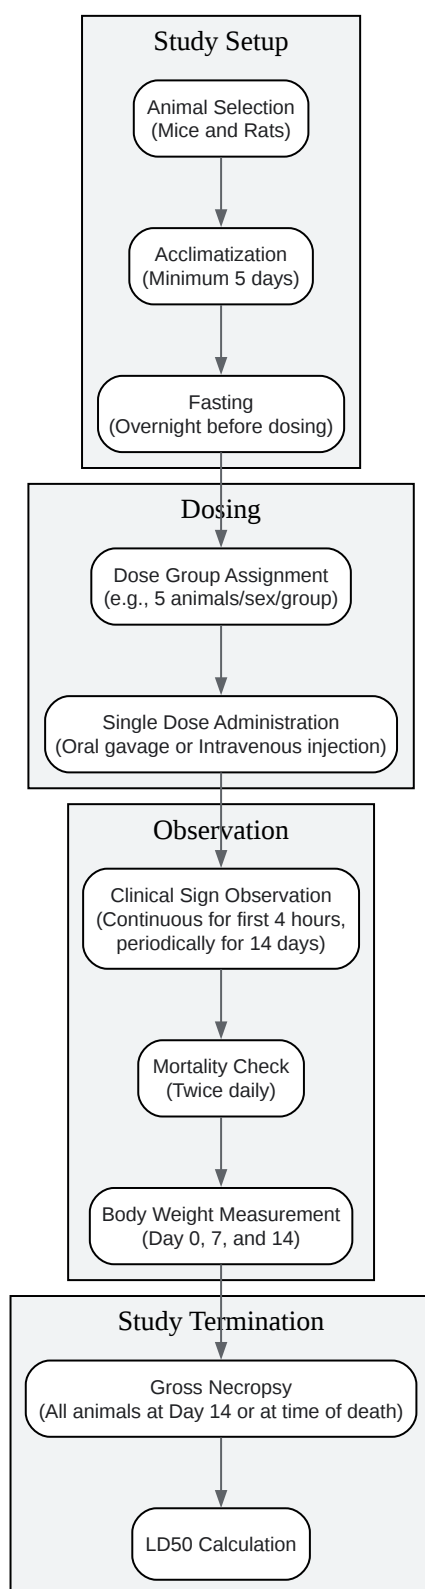 Study Setup
Animal Selection
(Mice and Rats)
Acclimatization
(Minimum 5 days)
Fasting
(Overnight before dosing)
Dosing
Dose Group Assignment
(e.g., 5 animals/sex/group)
Single Dose Administration
(Oral gavage or Intravenous injection)
Observation
Clinical Sign Observation
(Continuous for first 4 hours,
periodically for 14 days)
Mortality Check
(Twice daily)
Body Weight Measurement
(Day 0, 7, and 14)
Study Termination
Gross Necropsy
(All animals at Day 14 or at time of death)
LD50 Calculation